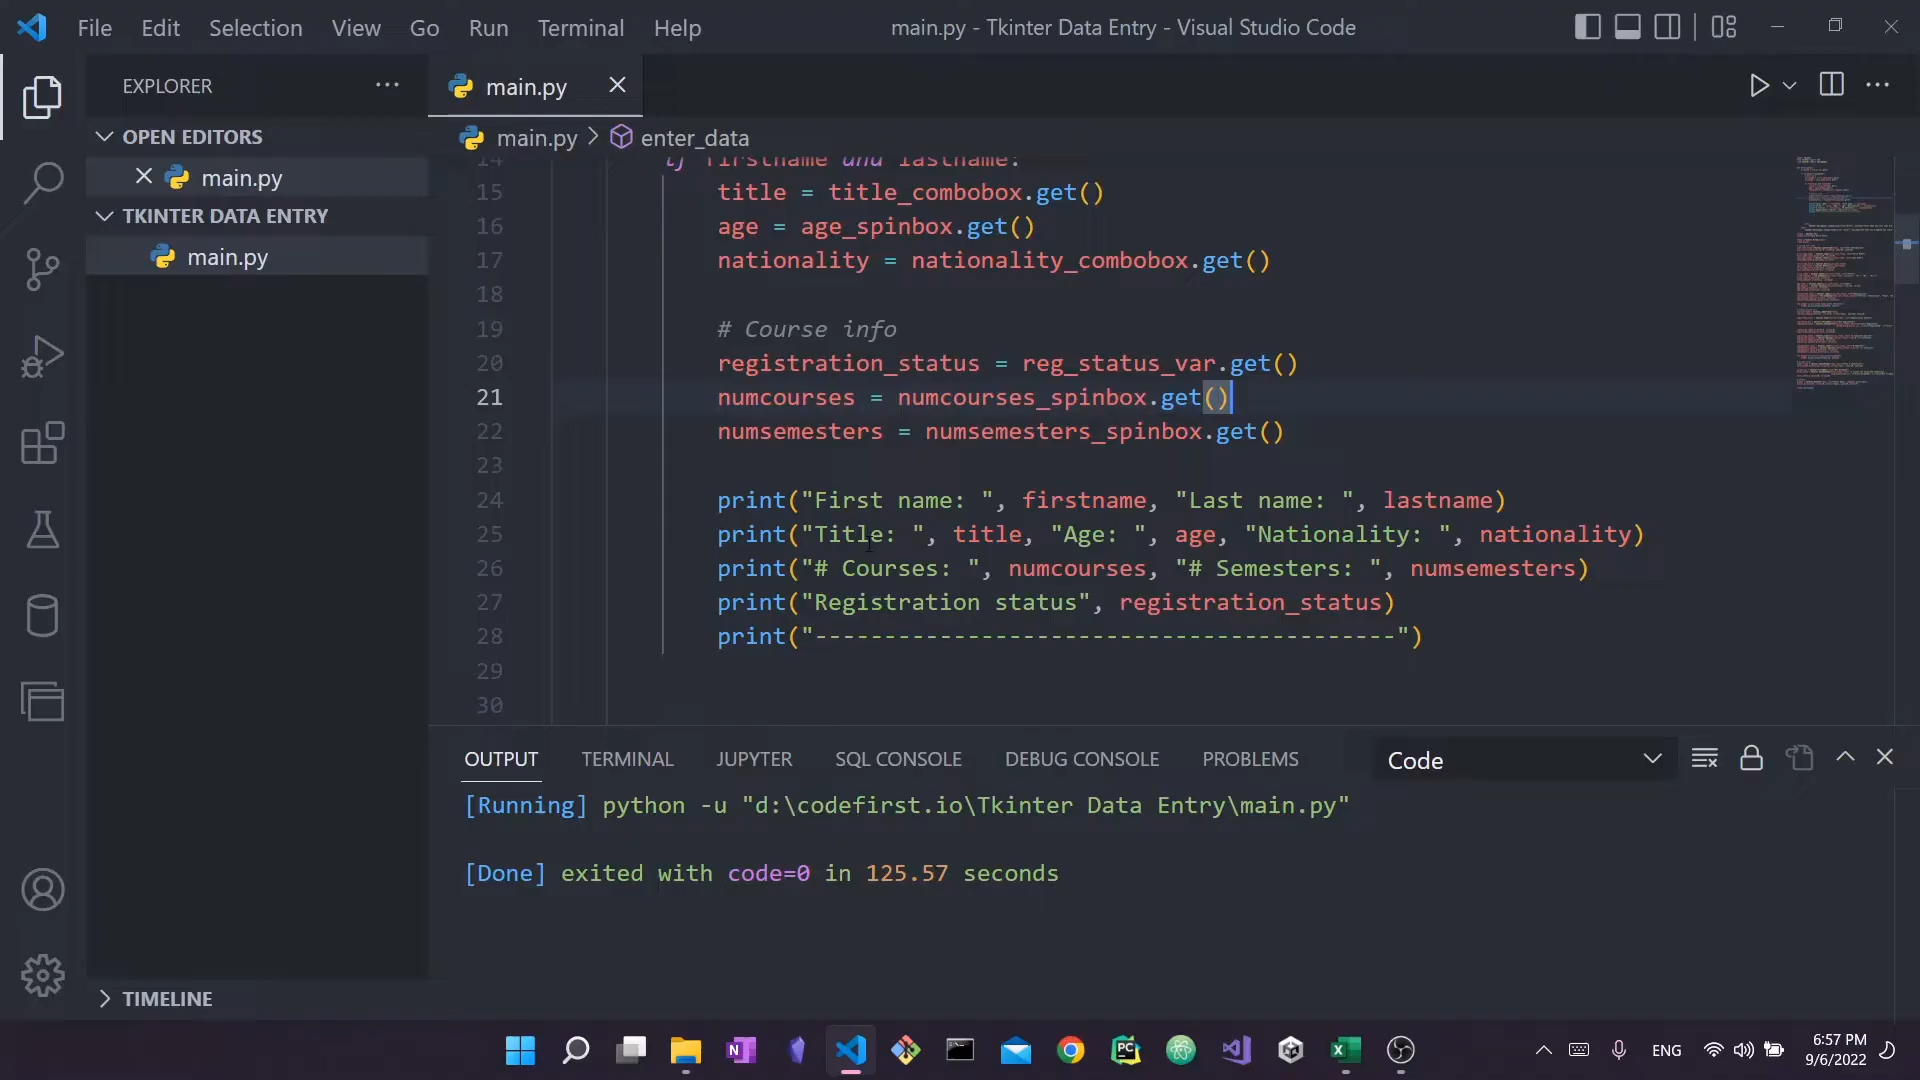 File Edit Selection View Go Run Terminal Help
main.py - Tkinter Data Entry - Visual Studio Code
EXPLORER
OPEN EDITORS
main.py
TKINTER DATA ENTRY
main.py
TIMELINE
main.py
main.py > enter_data
14 if firstname and lastname:
15 title = title_combobox.get()
16 age = age_spinbox.get()
17 nationality = nationality_combobox.get()
18
19 # Course info
20 registration_status = reg_status_var.get()
21 numcourses = numcourses_spinbox.get()
22 numsemesters = numsemesters_spinbox.get()
23
24 print("First name: ", firstname, "Last name: ", lastname)
25 print("Title: ", title, "Age: ", age, "Nationality: ", nationality)
26 print("# Courses: ", numcourses, "# Semesters: ", numsemesters)
27 print("Registration status", registration_status)
28 print("------------------------------------------")
29
30
OUTPUT TERMINAL JUPYTER SQL CONSOLE DEBUG CONSOLE PROBLEMS
Code
[Running] python -u "d:\codefirst.io\Tkinter Data Entry\main.py"
[Done] exited with code=0 in 125.57 seconds
ENG
6:57 PM
9/6/2022